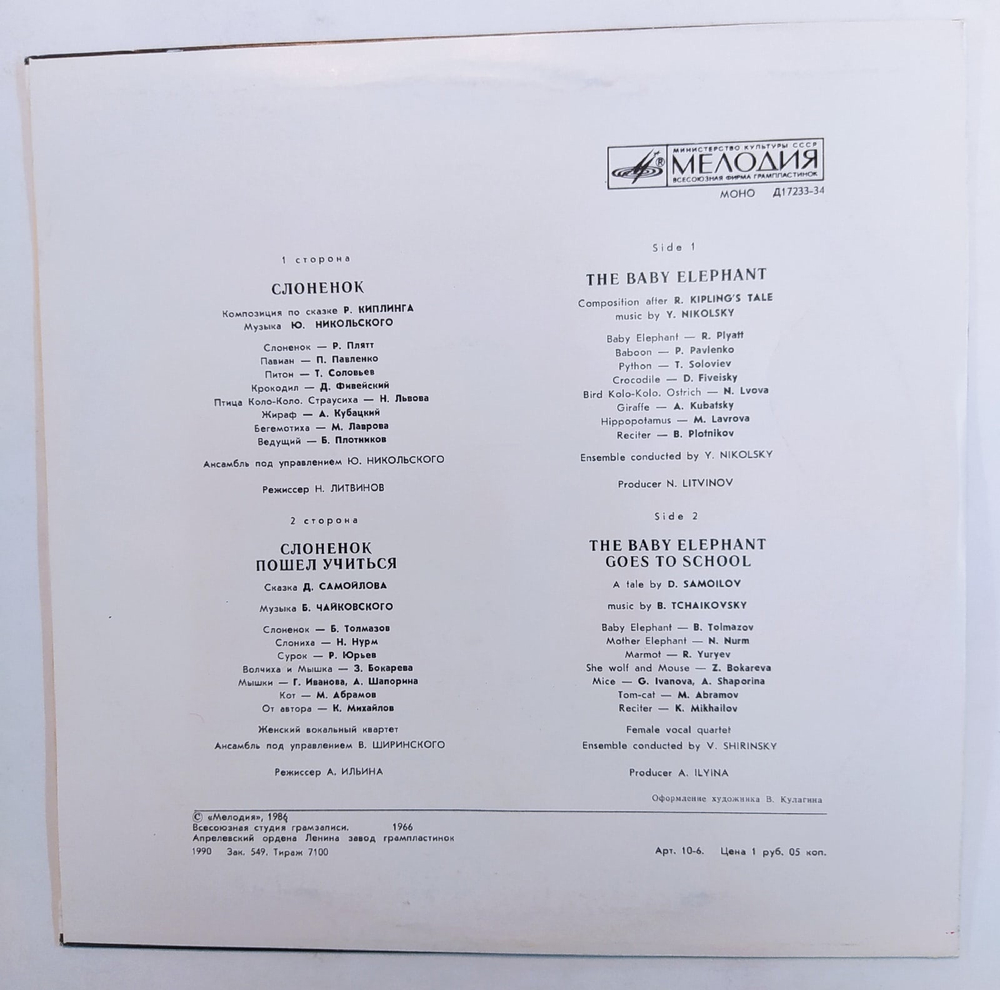 МИНИСТЕРСТВО КУЛЬТУРЫ СССР
МЕЛОДИЯ
ВСЕСОЮЗНАЯ ФИРМА ГРАМПЛАСТИНОК
МОНО Д17233-34
1 сторона
СЛОНЕНОК
Композиция по сказке Р. КИПЛИНГА
Музыка Ю. НИКОЛЬСКОГО
Слоненок — Р. Плятт
Павиан — П. Павленко
Питон — Т. Соловьев
Крокодил — Д. Фивейский
Птица Коло-Коло. Страусиха — Н. Львова
Жираф — А. Кубацкий
Бегемотиха — М. Лаврова
Ведущий — Б. Плотников
Ансамбль под управлением Ю. НИКОЛЬСКОГО
Режиссер Н. ЛИТВИНОВ
2 сторона
СЛОНЕНОК
ПОШЕЛ УЧИТЬСЯ
Сказка Д. САМОЙЛОВА
Музыка Б. ЧАЙКОВСКОГО
Слоненок — Б. Толмазов
Слониха — Н. Нурм
Сурок — Р. Юрьев
Волчиха и Мышка — З. Бокарева
Мышки — Г. Иванова, А. Шапорина
Кот — М. Абрамов
От автора — К. Михайлов
Женский вокальный квартет
Ансамбль под управлением В. ШИРИНСКОГО
Режиссер А. ИЛЬИНА
Side 1
THE BABY ELEPHANT
Composition after R. KIPLING'S TALE
music by Y. NIKOLSKY
Baby Elephant — R. Plyatt
Baboon — P. Pavlenko
Python — T. Soloviev
Crocodile — D. Fiveisky
Bird Kolo-Kolo. Ostrich — N. Lvova
Giraffe — A. Kubatsky
Hippopotamus — M. Lavrova
Reciter — B. Plotnikov
Ensemble conducted by Y. NIKOLSKY
Producer N. LITVINOV
Side 2
THE BABY ELEPHANT
GOES TO SCHOOL
A tale by D. SAMOILOV
music by B. TCHAIKOVSKY
Baby Elephant — B. Tolmazov
Mother Elephant — N. Nurm
Marmot — R. Yuryev
She wolf and Mouse — Z. Bokareva
Mice — G. Ivanova, A. Shaporina
Tom-cat — M. Abramov
Reciter — K. Mikhailov
Female vocal quartet
Ensemble conducted by V. SHIRINSKY
Producer A. ILYINA
Оформление художника В. Кулагина
© «Мелодия», 1986
Всесоюзная студия грамзаписи. 1966
Апрелевский ордена Ленина завод грампластинок
1990 Зак. 549. Тираж 7100
Арт. 10-6. Цена 1 руб. 05 коп.